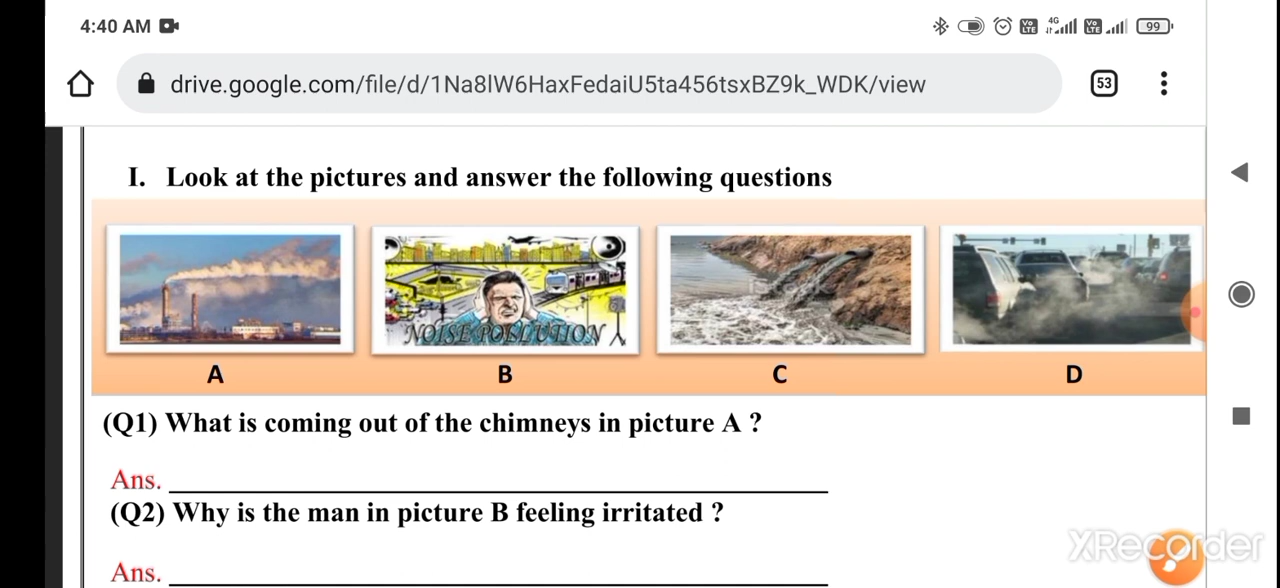 4:40 AM
4G
99
drive.google.com/file/d/1Na8lW6HaxFedaiU5ta456tsxBZ9k_WDK/view
53
I. Look at the pictures and answer the following questions
NOISE POLLUTION
A B C D
(Q1) What is coming out of the chimneys in picture A ?
Ans.
(Q2) Why is the man in picture B feeling irritated ?
Ans.
XRecorder